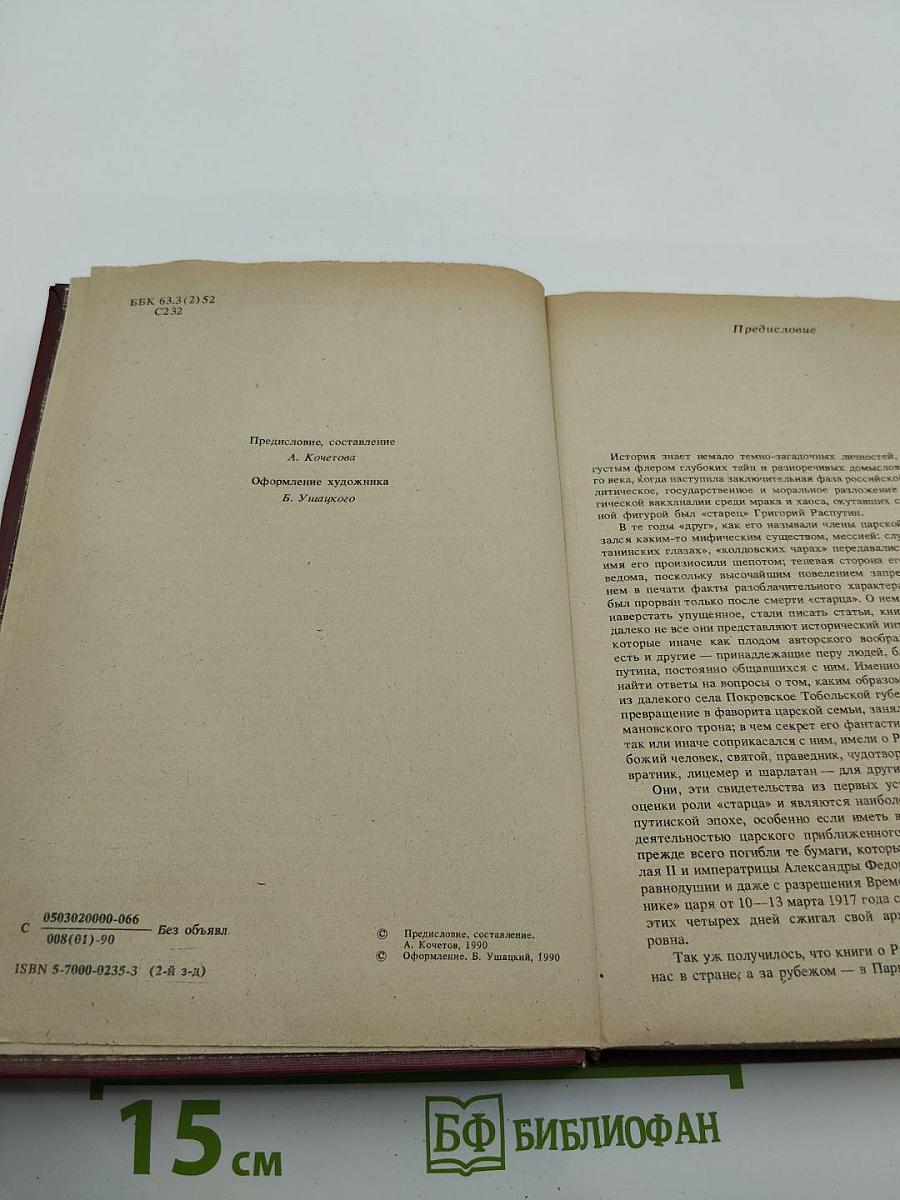 ББК 63.3(2)52
С232
Предисловие, составление
А. Кочетова
Оформление художника
Б. Ушацкого
С 0503020000-066
008(01)-90
Без объявл.
ISBN 5-7000-0235-3 (2-й з-д)
© Предисловие, составление.
А. Кочетов, 1990
© Оформление. Б. Ушацкий, 1990
Предисловие
История знает немало темно-загадочных личностей,
густым флером глубоких тайн и разноречивых домыслов
го века, когда наступила заключительная фаза российской
литическое, государственное и моральное разложение
гической вакханалии среди мрака и хаоса, окутавших с
ной фигурой был «старец» Григорий Распутин.
В те годы «друг», как его называли члены царской
зался каким-то мифическим существом, мессией: слу
танинских глазах», «колдовских чарах» передавались
имя его произносили шепотом; теневая сторона ег
ведома, поскольку высочайшим повелением запре
нием в печати факты разоблачительного характера
был прорван только после смерти «старца». О нем
наверстать упущенное, стали писать статьи, кни
далеко не все они представляют исторический инт
которые иначе как плодом авторского вообра
есть и другие — принадлежащие перу людей, бл
путина, постоянно общавшихся с ним. Именно
найти ответы на вопросы о том, каким образом
из далекого села Покровское Тобольской губе
превращение в фаворита царской семьи, занял
мановского трона; в чем секрет его фантасти
так или иначе соприкасался с ним, имели о Р
божий человек, святой, праведник, чудотвор
вратник, лицемер и шарлатан — для други
Они, эти свидетельства из первых уст
оценки роли «старца» и являются наибол
путинской эпохе, особенно если иметь в
деятельностью царского приближенного
прежде всего погибли те бумаги, которы
лая II и императрицы Александры Федор
равнодушии и даже с разрешения Време
нике» царя от 10—13 марта 1917 года с
этих четырех дней сжигал свой арх
ровна.
Так уж получилось, что книги о Р
нас в стране, а за рубежом — в Пар
15 см
БФ БИБЛИОФАН